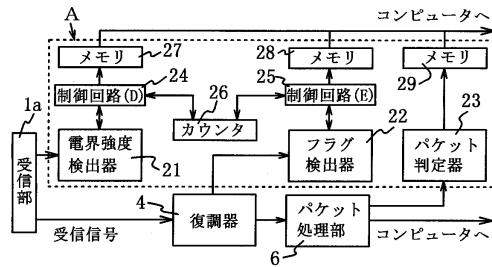 A
コンピュータへ
メモリ
27
メモリ
28
メモリ
29
制御回路(D)
24
制御回路(E)
25
カウンタ
26
1a
受信部
電界強度
検出器
21
フラグ
検出器
22
パケット
判定器
23
受信信号
4
復調器
パケット
処理部
6
コンピュータへ